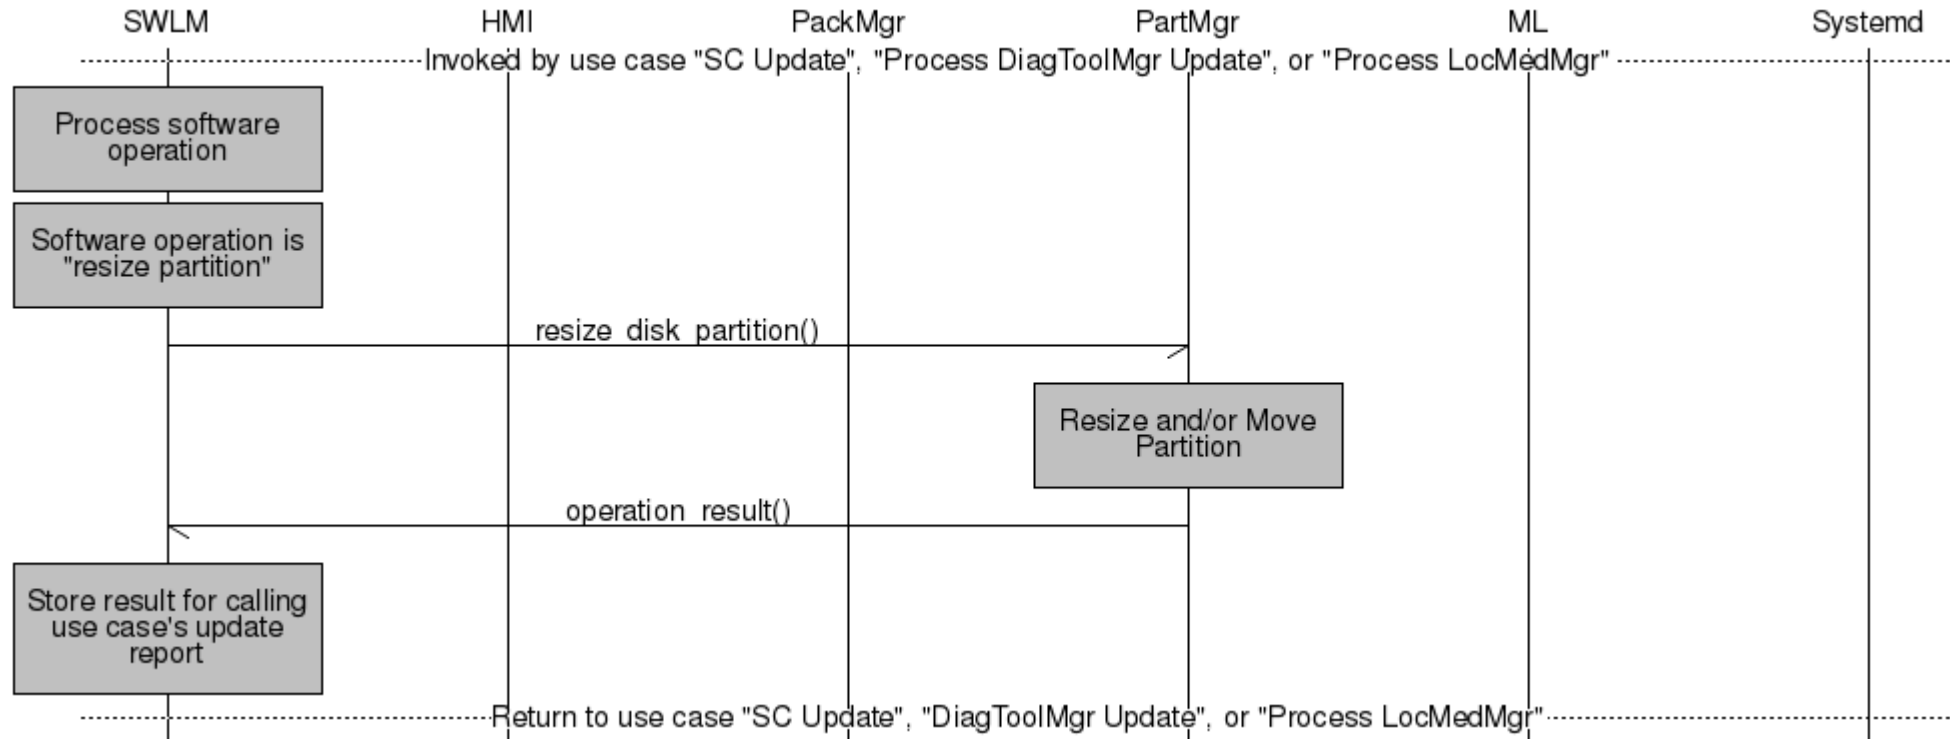 SWLM HMI PackMgr PartMgr ML Systemd
Invoked by use case "SC Update", "Process DiagToolMgr Update", or "Process LocMedMgr"
Process software
operation
Software operation is
"resize partition"
resize_disk_partition()
Resize and/or Move
Partition
operation_result()
Store result for calling
use case's update
report
Return to use case "SC Update", "DiagToolMgr Update", or "Process LocMedMgr"